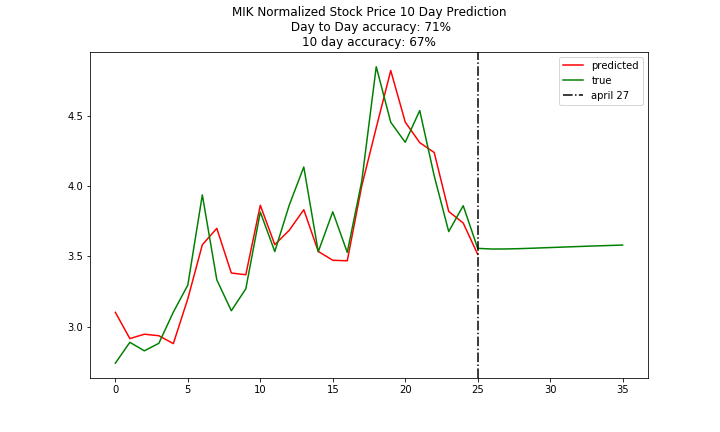 MIK Normalized Stock Price 10 Day Prediction
Day to Day accuracy: 71%
10 day accuracy: 67%
predicted
true
april 27
4.5
4.0
3.5
3.0
0 5 10 15 20 25 30 35